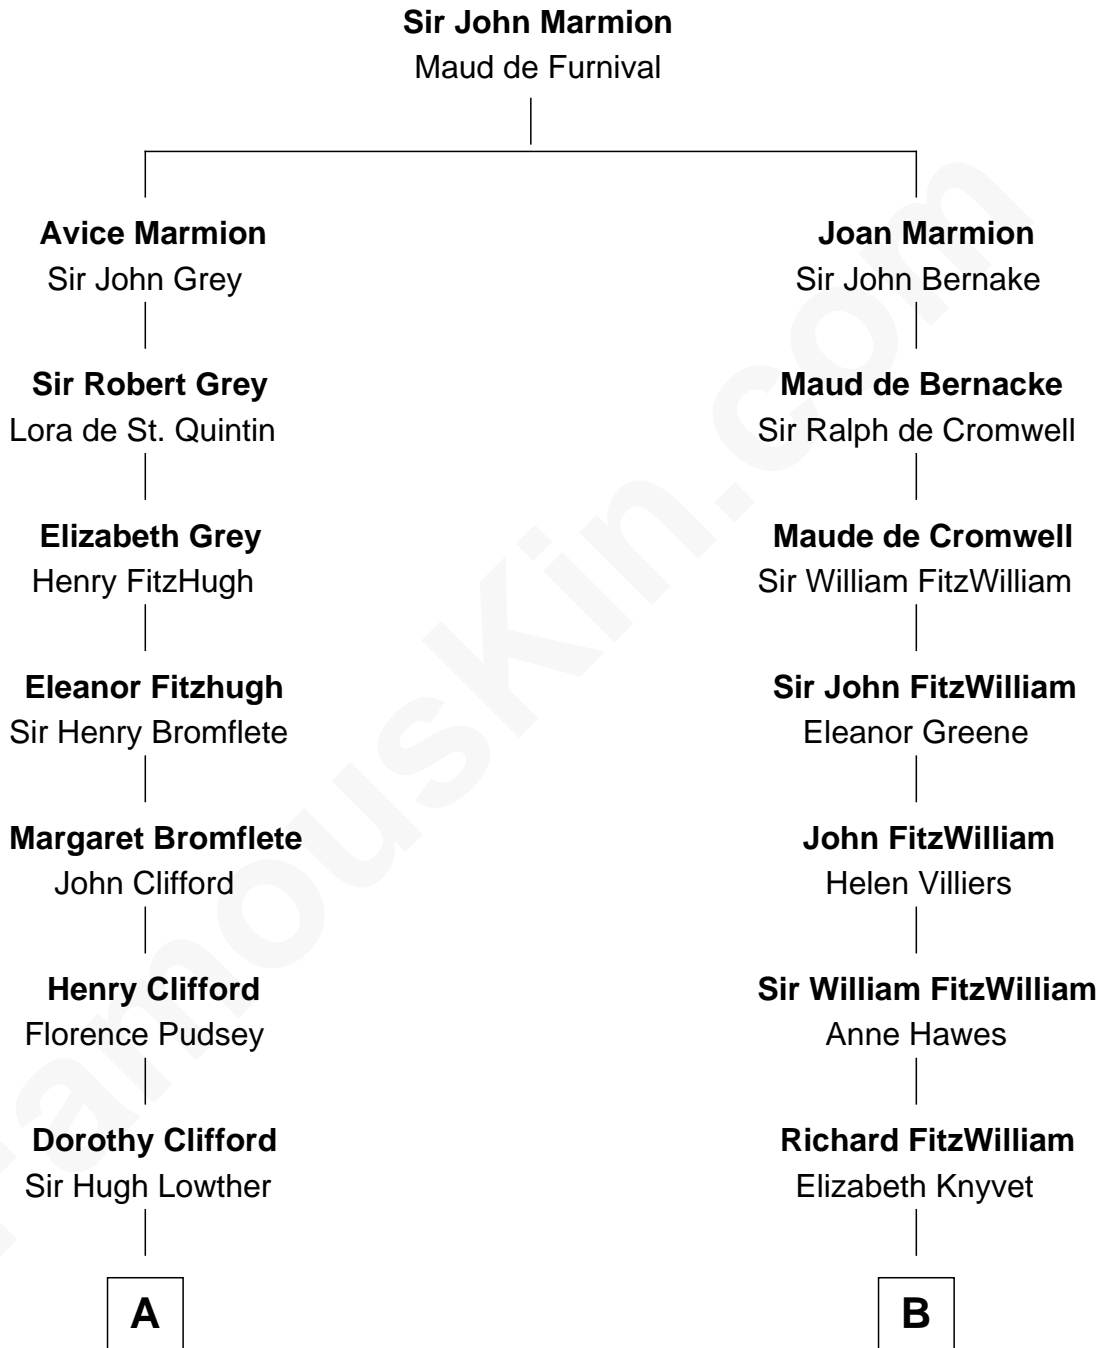 Sir John Marmion
Maud de Furnival
Avice Marmion
Sir John Grey
Joan Marmion
Sir John Bernake
Sir Robert Grey
Lora de St. Quintin
Maud de Bernacke
Sir Ralph de Cromwell
Elizabeth Grey
Henry FitzHugh
Maude de Cromwell
Sir William FitzWilliam
Eleanor Fitzhugh
Sir Henry Bromflete
Sir John FitzWilliam
Eleanor Greene
Margaret Bromflete
John Clifford
John FitzWilliam
Helen Villiers
Henry Clifford
Florence Pudsey
Sir William FitzWilliam
Anne Hawes
Dorothy Clifford
Sir Hugh Lowther
Richard FitzWilliam
Elizabeth Knyvet
A
B
FamousKin.com